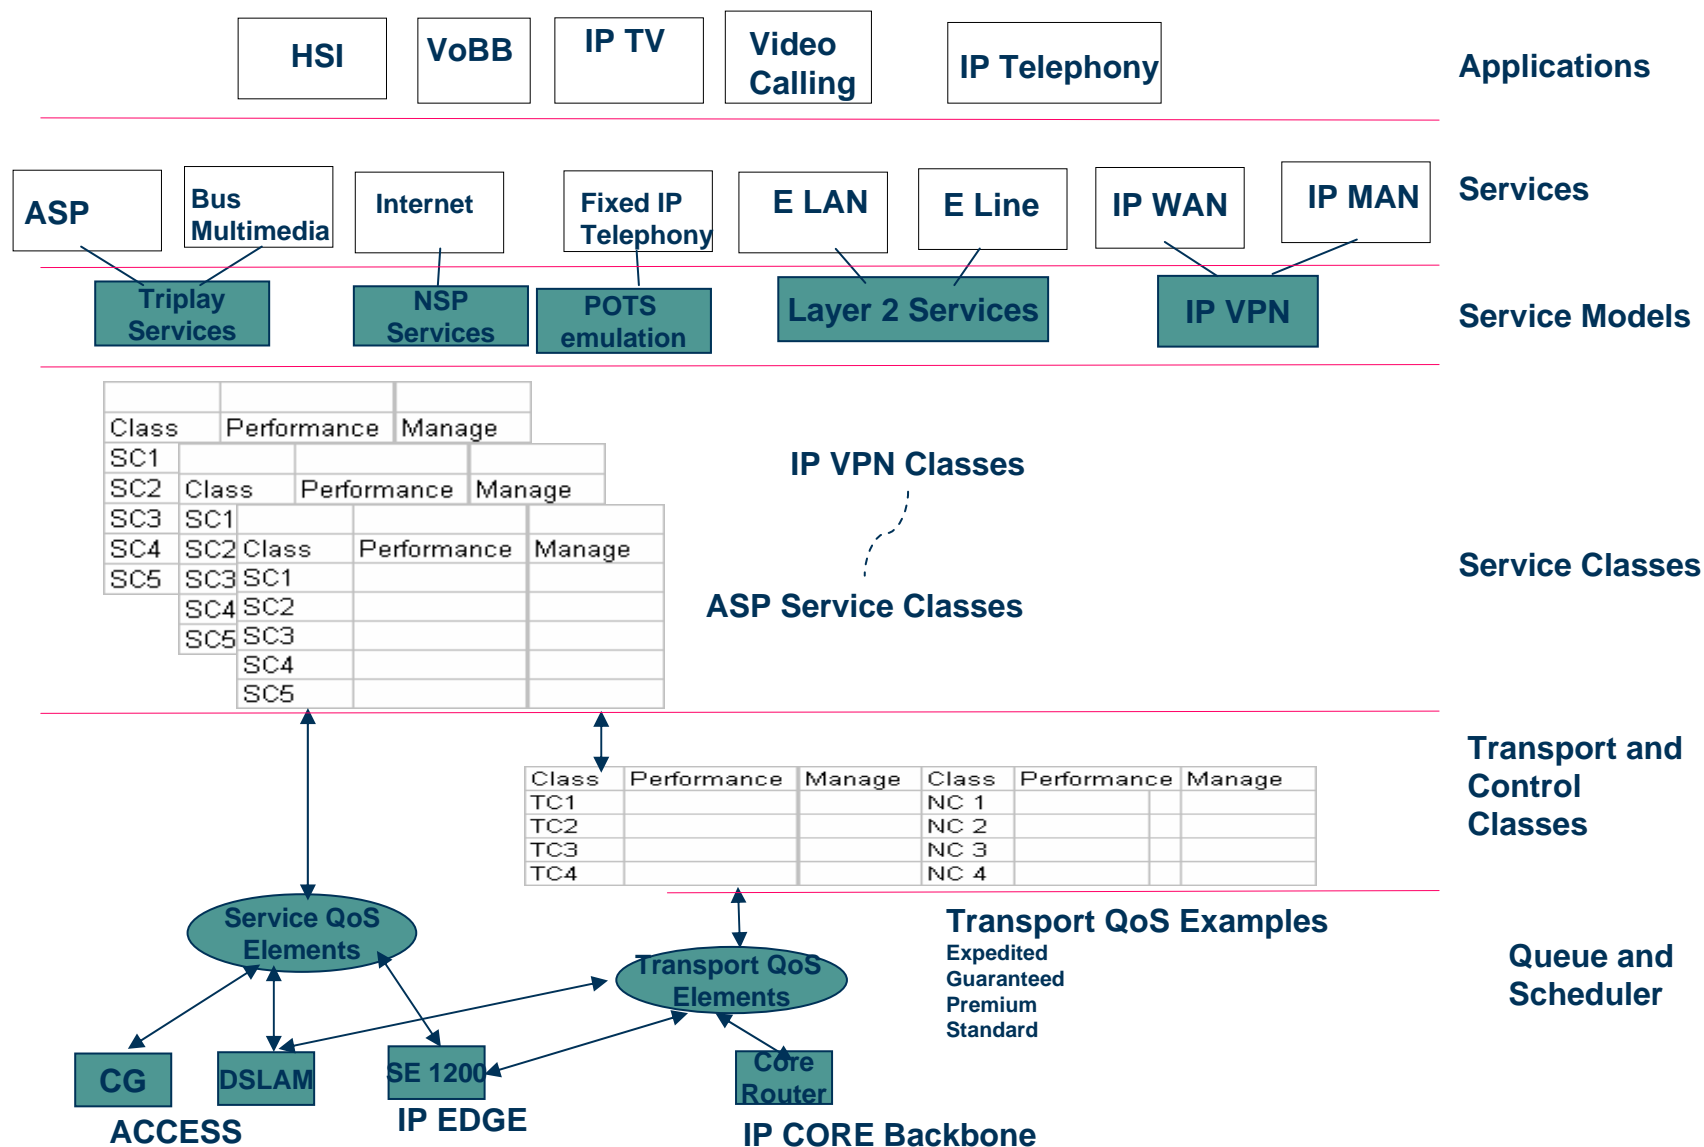 HSI
VoBB
IP TV
Video
Calling
IP Telephony
Applications
ASP
Bus
Multimedia
Internet
Fixed IP
Telephony
E LAN
E Line
IP WAN
IP MAN
Services
Triplay
Services
NSP
Services
POTS
emulation
Layer 2 Services
IP VPN
Service Models
Class Performance Manage
SC1
SC2
SC3
SC4
SC5
Class Performance Manage
SC1
SC2
SC3
SC4
SC5
Class Performance Manage
SC1
SC2
SC3
SC4
SC5
IP VPN Classes
ASP Service Classes
Service Classes
Class Performance Manage Class Performance Manage
TC1 NC 1
TC2 NC 2
TC3 NC 3
TC4 NC 4
Transport and
Control
Classes
Service QoS
Elements
Transport QoS
Elements
Transport QoS Examples
Expedited
Guaranteed
Premium
Standard
Queue and
Scheduler
CG
DSLAM
SE 1200
Core
Router
ACCESS
IP EDGE
IP CORE Backbone